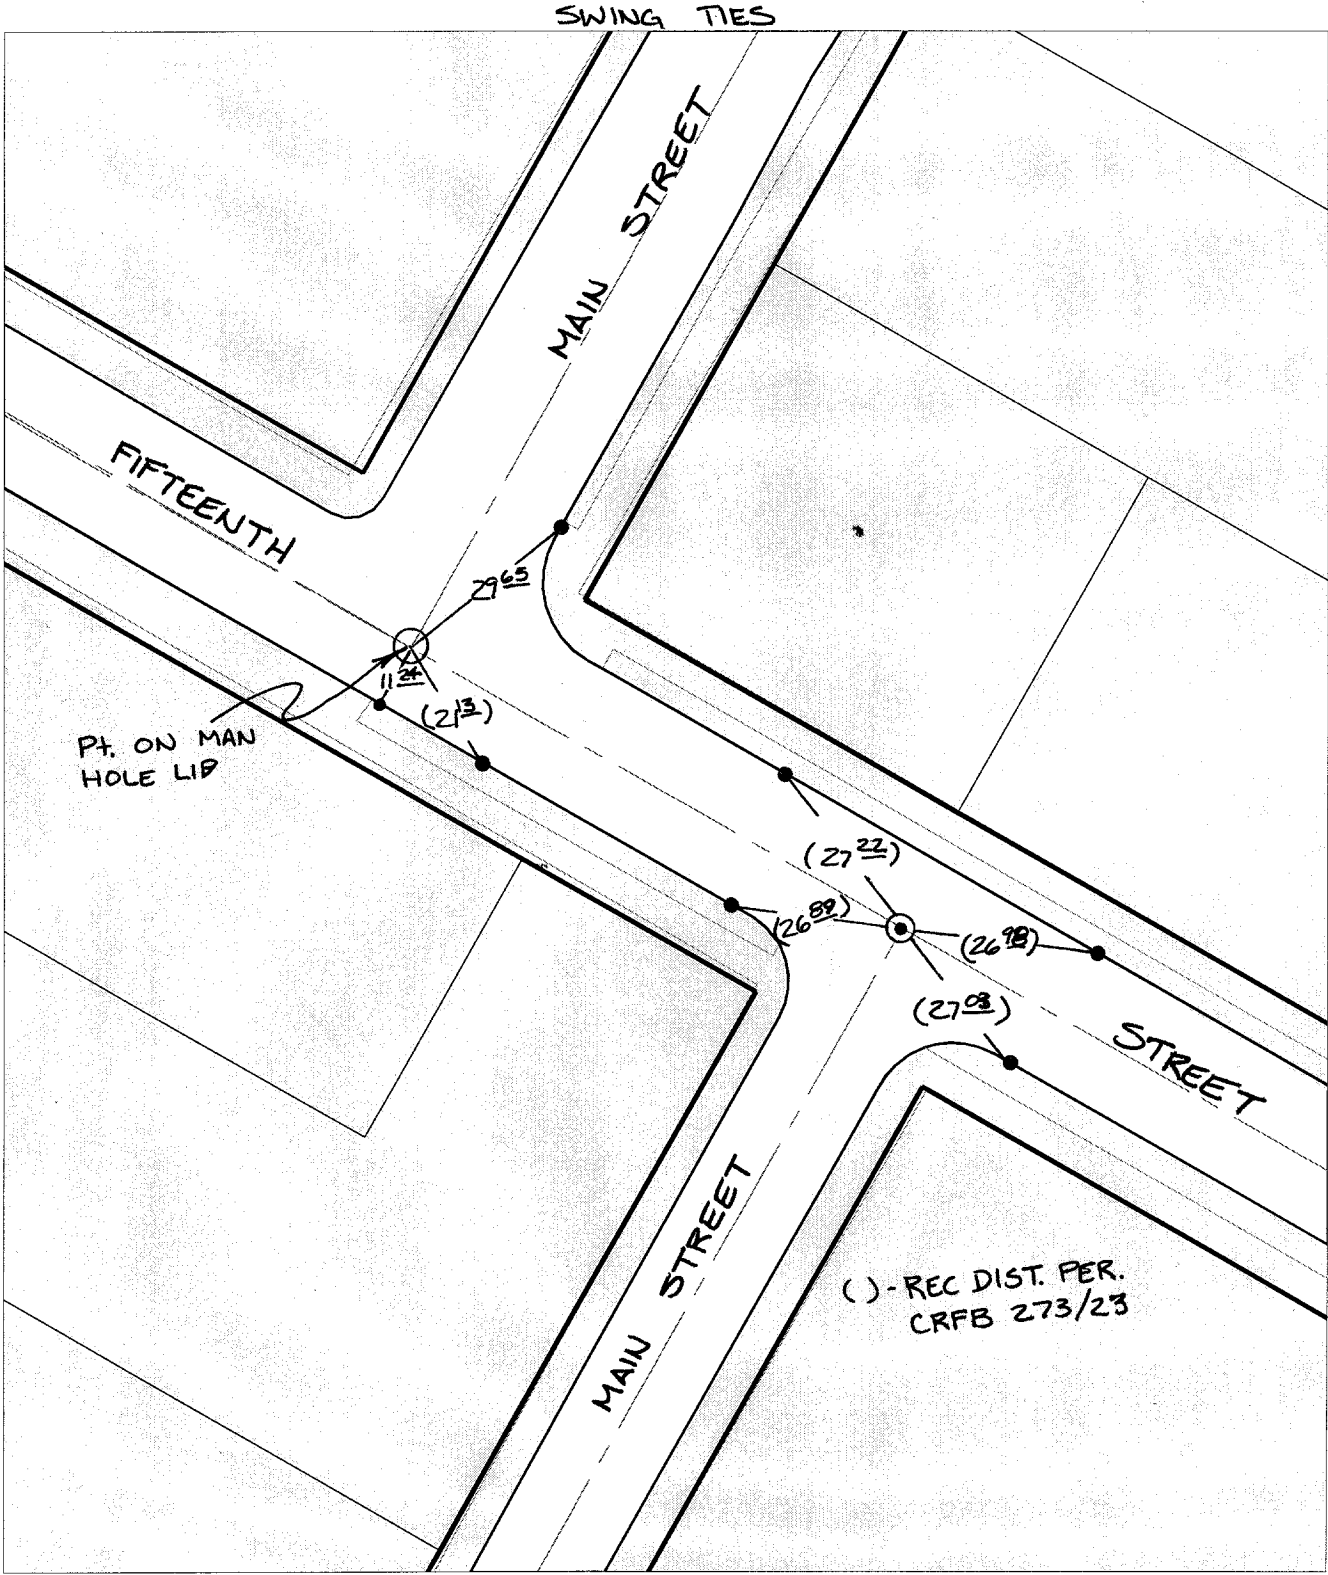 SWING TIES
MAIN STREET
FIFTEENTH
29 65
11 24
(21 13)
Pt. ON MAN
HOLE LID
(27 22)
(26 89)
(26 98)
(27 03)
STREET
MAIN STREET
( ) - REC DIST. PER.
CRFB 273/23